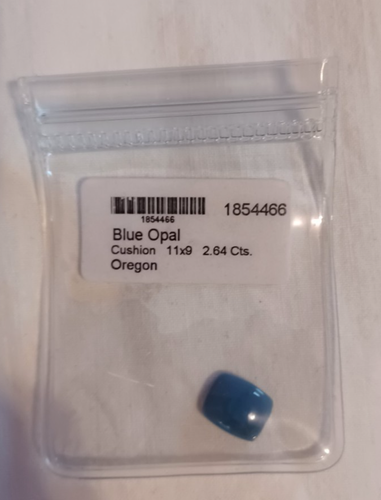 1854466
1854466
Blue Opal
Cushion 11x9 2.64 Cts.
Oregon